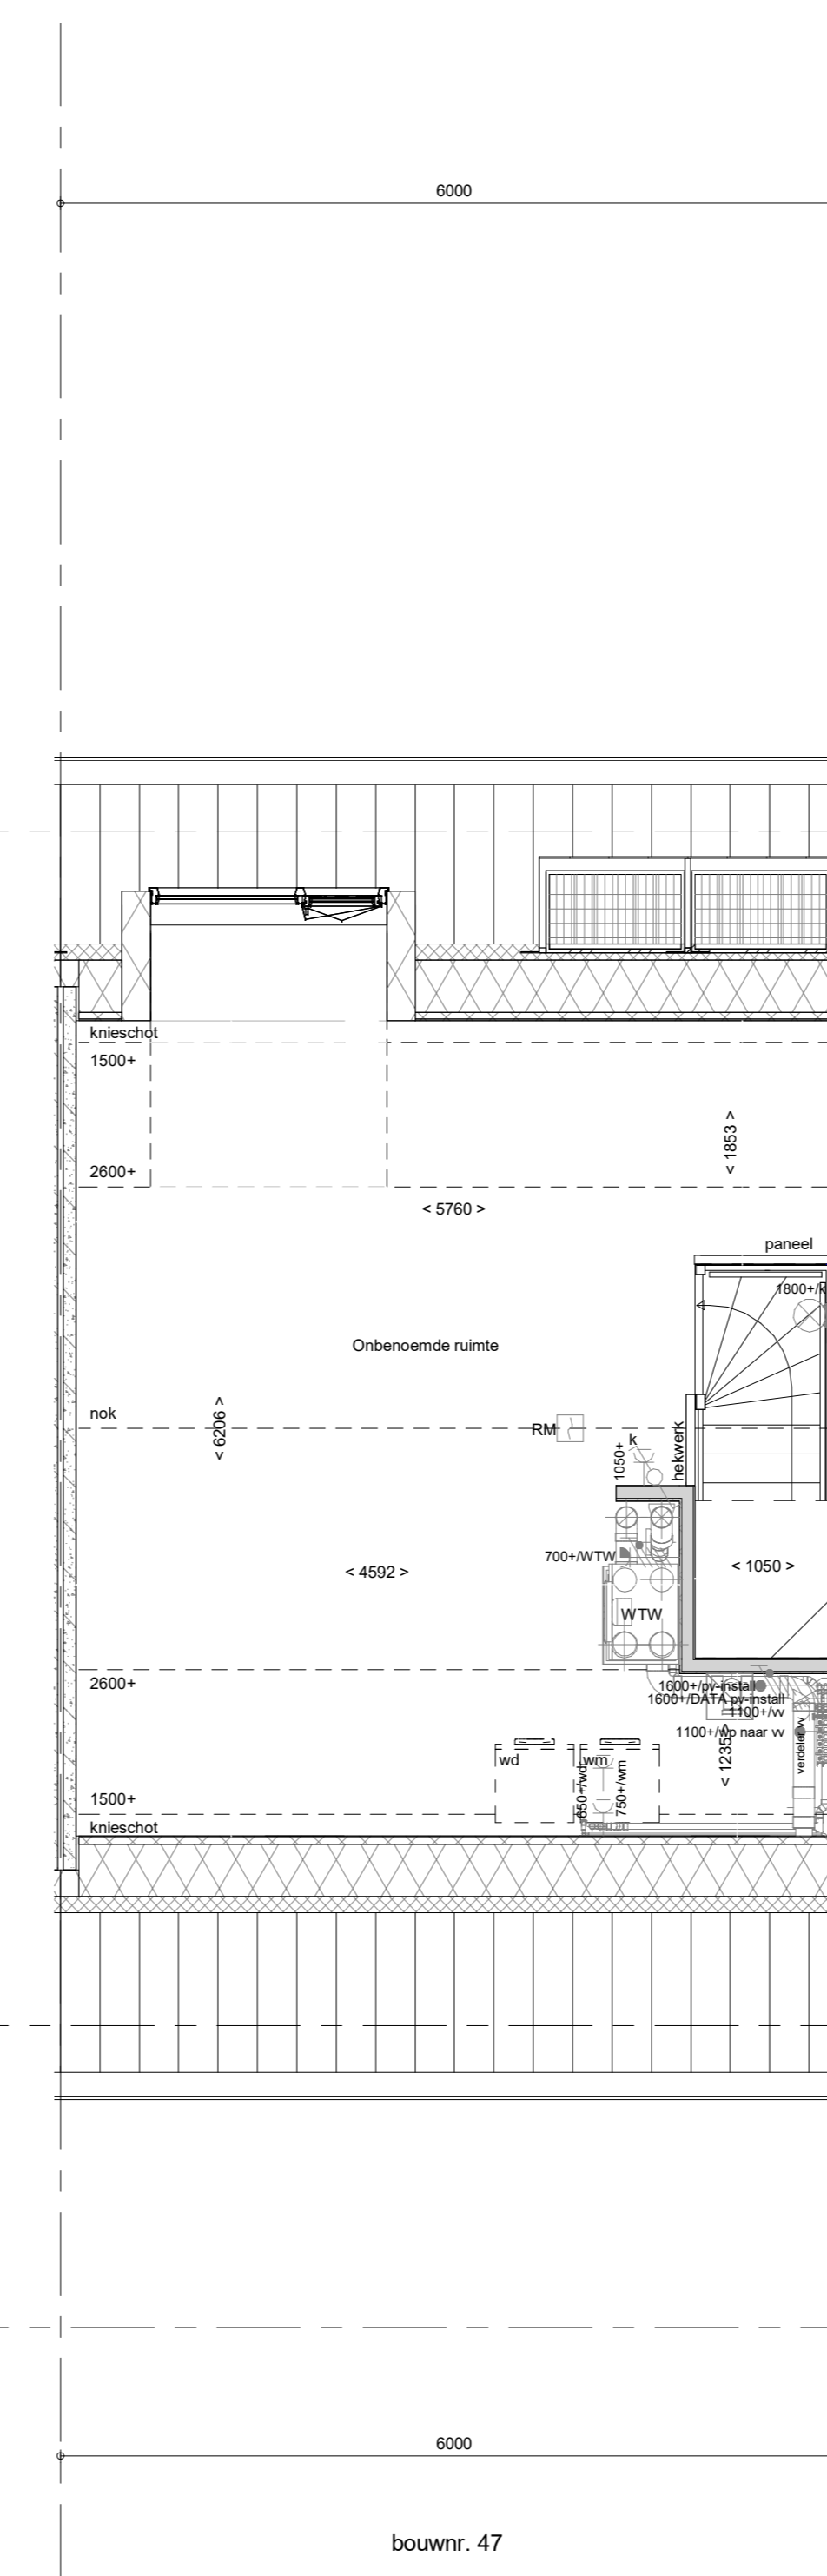 6000
knieschot
1500+
< 1853 >
2600+
< 5760 >
paneel
1800+/k
Onbenoemde ruimte
nok
< 6206 >
RM
k
1050+
hekwerk
700+/WTW
< 4592 >
< 1050 >
WTW
2600+
1600+/pv-install
1600+/DATA pv-install
1100+/vv
1100+/wp naar vv
< 1235 >
verdeler vv
wd
wm
650+/wd
750+/wm
1500+
knieschot
6000
bouwnr. 47